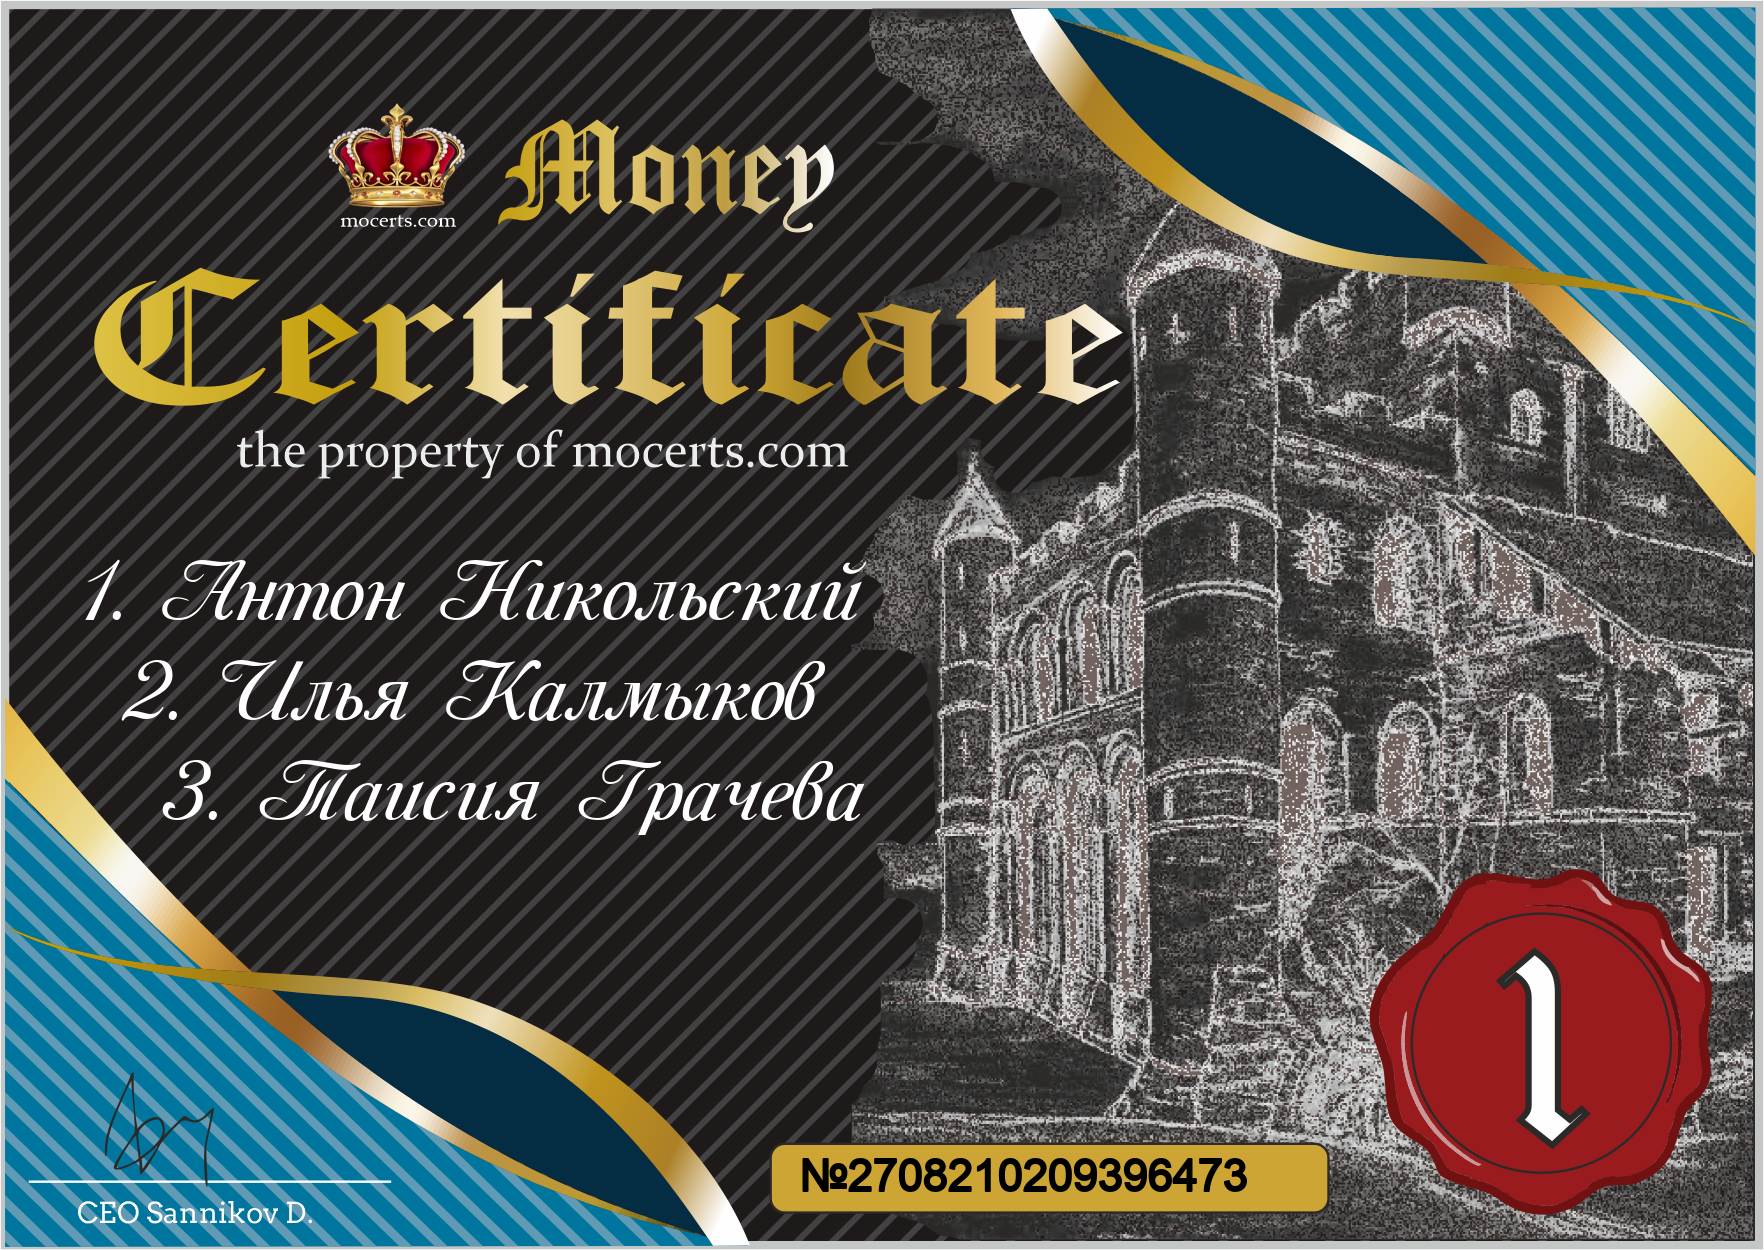 mocerts.com
Money
Certificate
the property of mocerts.com
1. Антон Никольский
2. Илья Калмыков
3. Таисия Грачева
1
№2708210209396473
CEO Sannikov D.